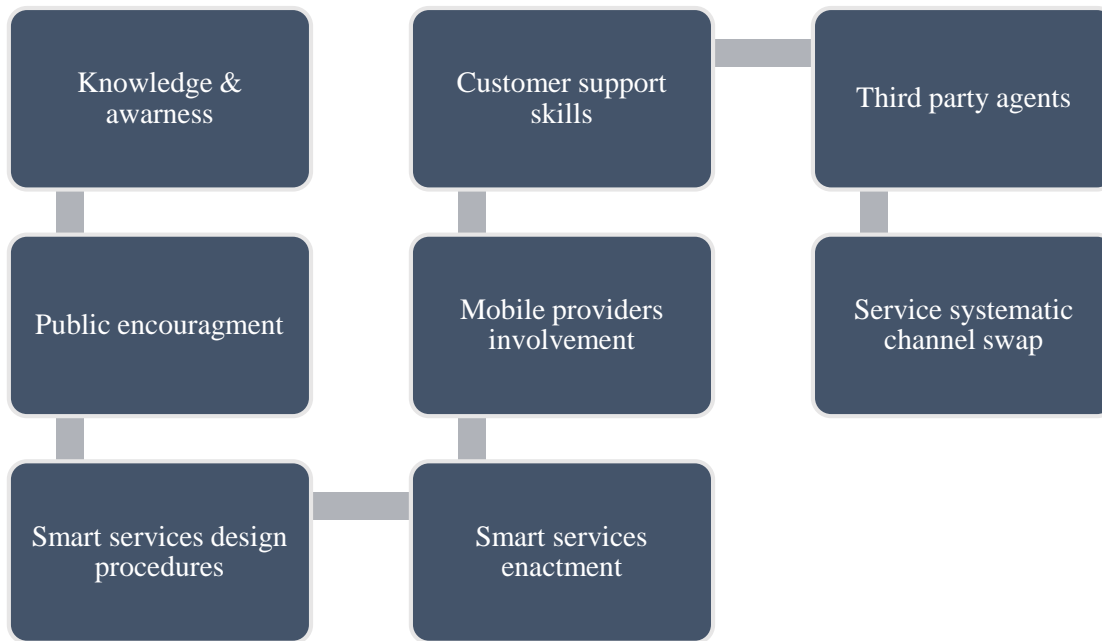 Knowledge &
awarness
Public encouragment
Smart services design
procedures
Smart services
enactment
Mobile providers
involvement
Customer support
skills
Third party agents
Service systematic
channel swap